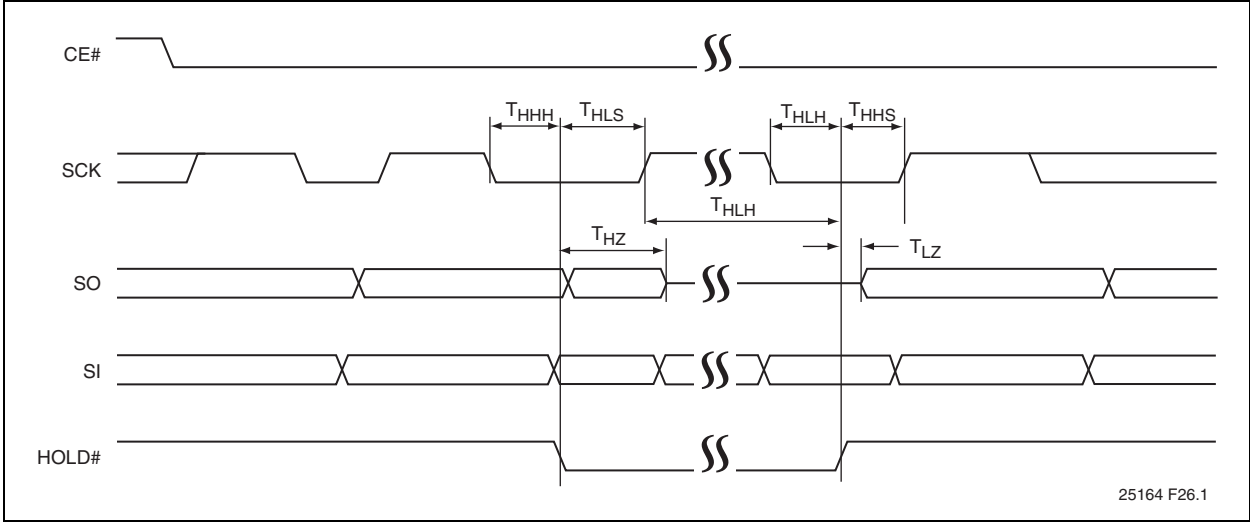 CE#
THHH THLS THLH THHS
SCK
THLH
THZ TLZ
SO
SI
HOLD#
25164 F26.1